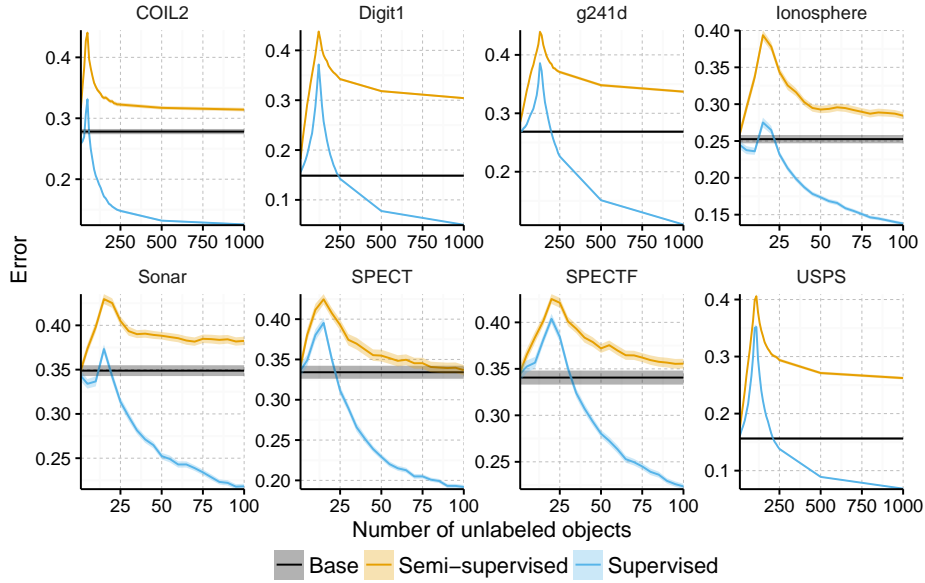 COIL2 Digit1 g241d Ionosphere
0.4 0.3 0.2
0.4 0.3 0.2 0.1
0.4 0.3 0.2
0.40 0.35 0.30 0.25 0.20 0.15
250 500 750 1000 250 500 750 1000 250 500 750 1000 25 50 75 100
Error
Sonar SPECT SPECTF USPS
0.40 0.35 0.30 0.25
0.40 0.35 0.30 0.25 0.20
0.40 0.35 0.30 0.25
0.4 0.3 0.2 0.1
25 50 75 100 25 50 75 100 25 50 75 100 250 500 750 1000
Number of unlabeled objects
Base Semi−supervised Supervised